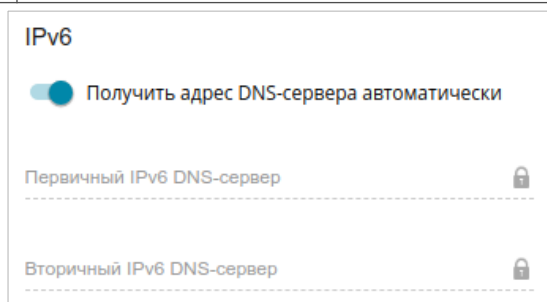 IPv6
Получить адрес DNS-сервера автоматически
Первичный IPv6 DNS-сервер
Вторичный IPv6 DNS-сервер